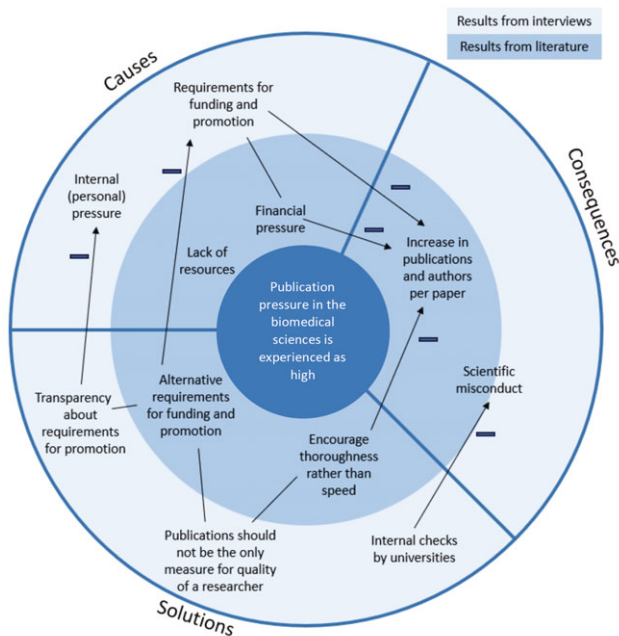 Results from interviews
Results from literature
Causes
Requirements for
funding and
promotion
Internal
(personal)
pressure
Financial
pressure
Lack of
resources
Consequences
Increase in
publications
and authors
per paper
Publication
pressure in the
biomedical
sciences is
experienced as
high
Scientific
misconduct
Transparency
about
requirements
for promotion
Alternative
requirements
for funding and
promotion
Encourage
thoroughness
rather than
speed
Publications should
not be the only
measure for quality
of a researcher
Internal checks
by universities
Solutions